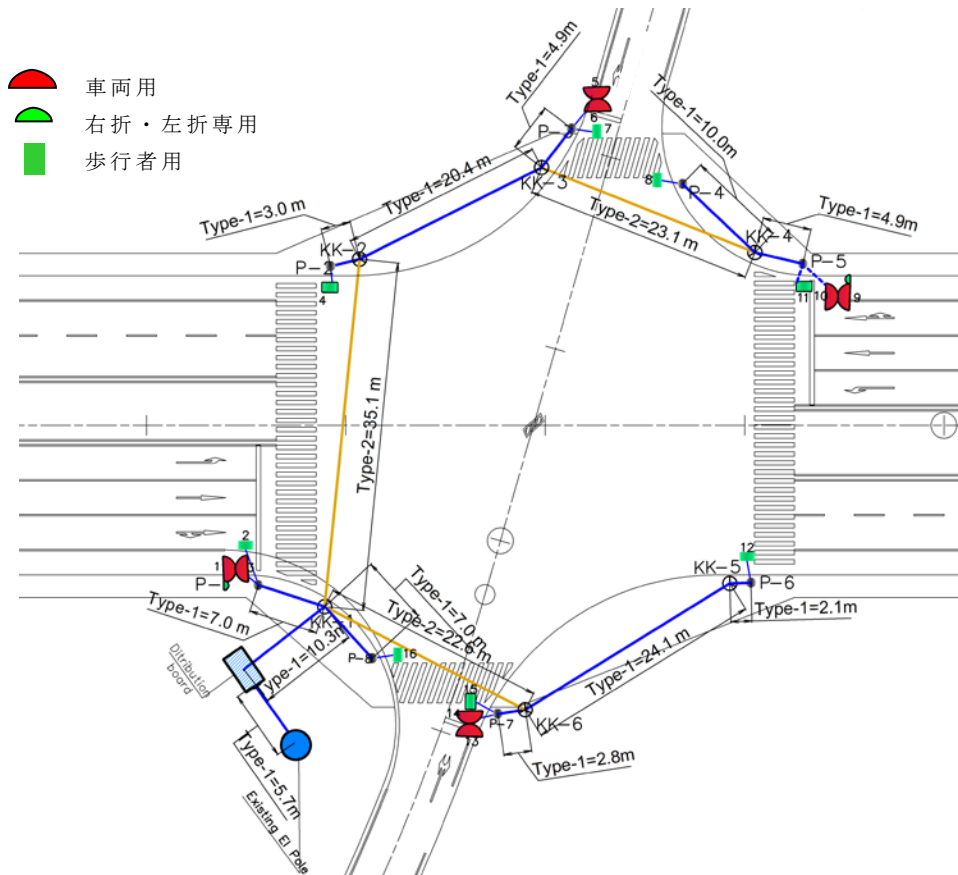 車両用
右折・左折専用
歩行者用
Type-1=4.9m
5
6
7
P-
KK-3
Type-1=20.4 m
Type-1=3.0 m
KK-2
P-2
4
Type-1=10.0m
8
P-4
Type-2=23.1 m
KK-4
Type-1=4.9m
P-5
11
10
9
Type-2=35.1 m
2
1
P-
Type-1=7.0 m
KK-1
Type-1=7.0 m
Type-2=22.6 m
ype-1=10.3m
P-8
16
Ditribution
board
Type-1=5.7m
Existing El Pole
15
14
13
P-7
KK-6
Type-1=2.8m
12
KK-5
P-6
Type-1=2.1m
Type-1=24.1 m